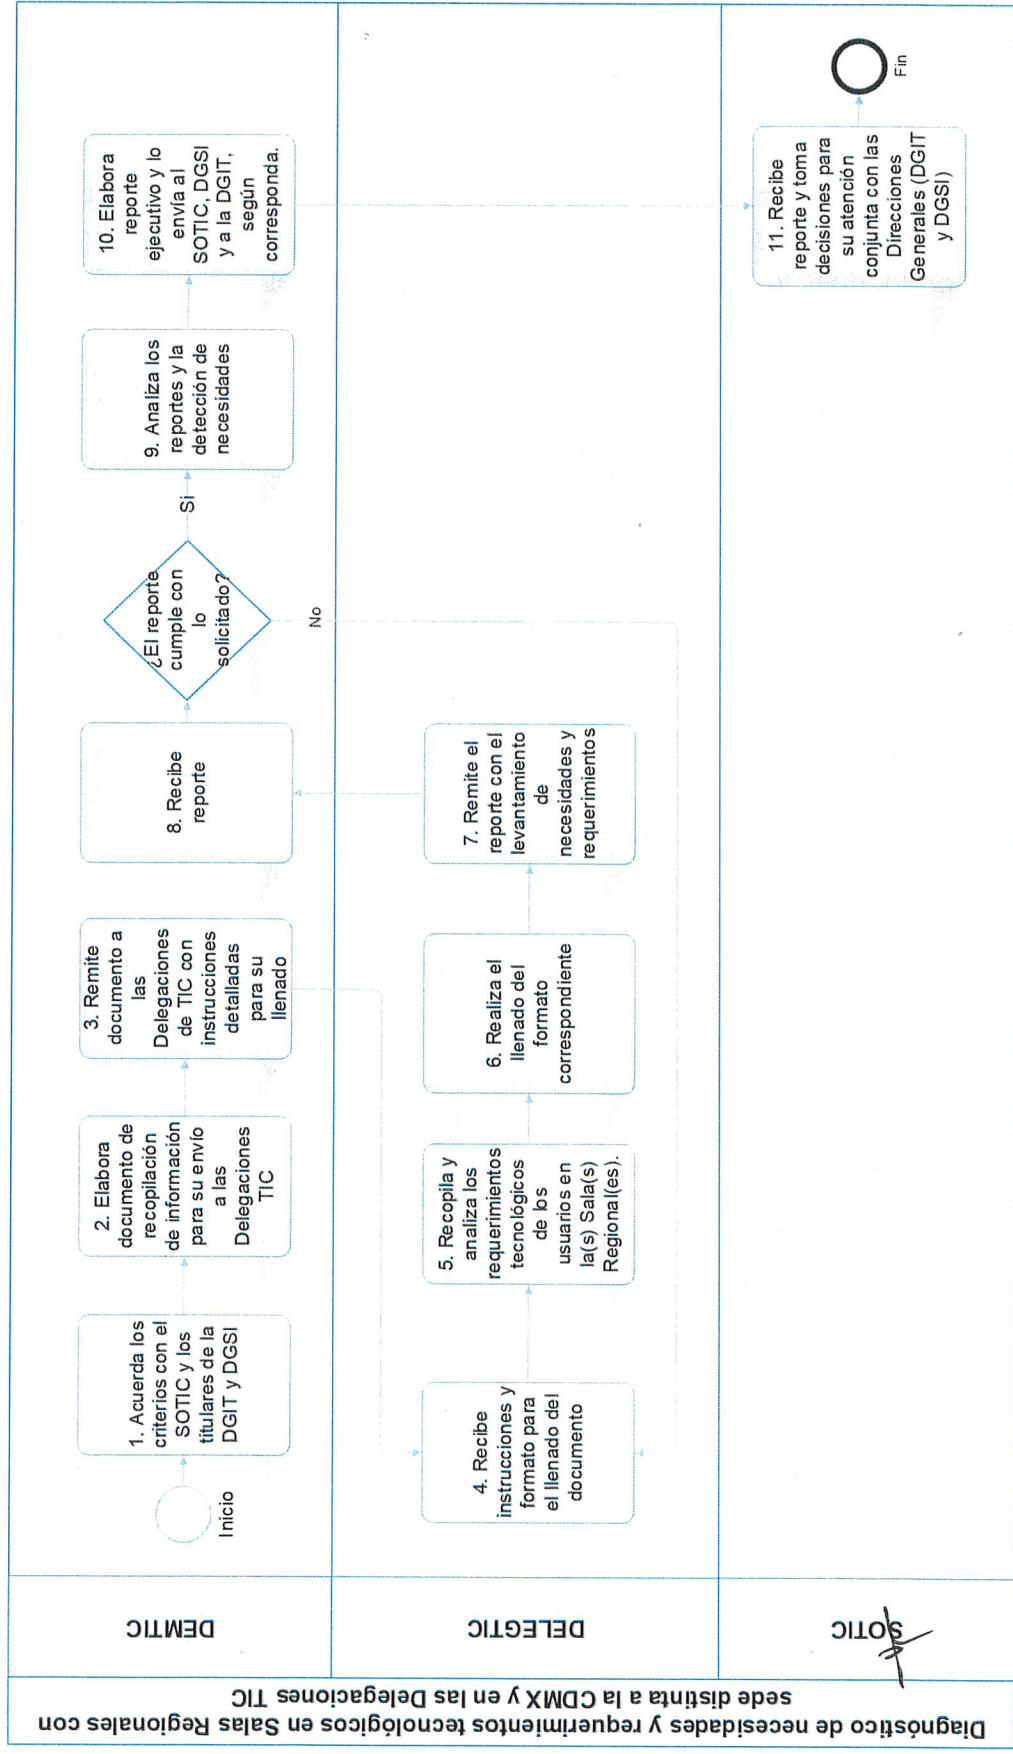 Diagnóstico de necesidades y requerimientos tecnológicos en Salas Regionales con
sede distinta a la CDMX y en las Delegaciones TIC
DEMTIC
Inicio
1. Acuerda los
criterios con el
SOTIC y los
titulares de la
DGIT y DGSI
2. Elabora
documento de
recopilación
de información
para su envío
a las
Delegaciones
TIC
3. Remite
documento a
las
Delegaciones
de TIC con
instrucciones
detalladas
para su
llenado
8. Recibe
reporte
¿El reporte
cumple con
lo
solicitado?
Si
No
9. Analiza los
reportes y la
detección de
necesidades
10. Elabora
reporte
ejecutivo y lo
envía al
SOTIC, DGSI
y a la DGIT,
según
corresponda.
DELEGTIC
4. Recibe
instrucciones y
formato para
el llenado del
documento
5. Recopila y
analiza los
requerimientos
tecnológicos
de los
usuarios en
la(s) Sala(s)
Regional(es).
6. Realiza el
llenado del
formato
correspondiente
7. Remite el
reporte con el
levantamiento
de
necesidades y
requerimientos
SOTIC
11. Recibe
reporte y toma
decisiones para
su atención
conjunta con las
Direcciones
Generales (DGIT
y DGSI)
Fin